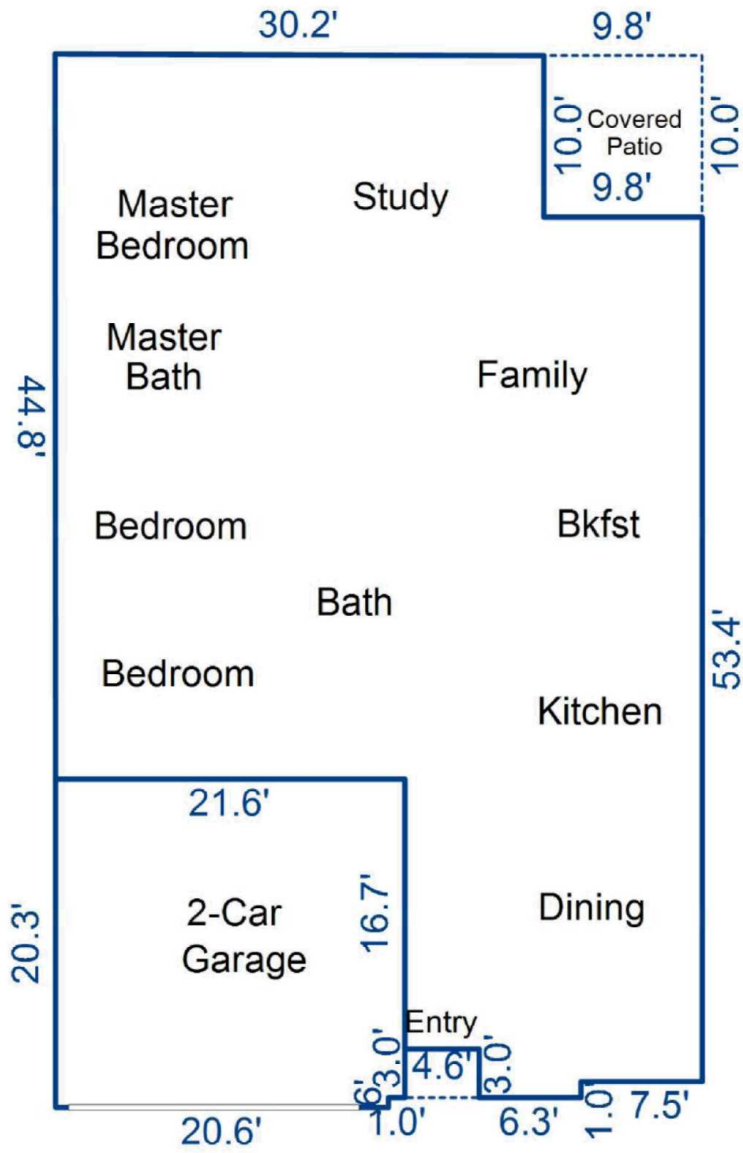 30.2'
9.8'
10.0'
Covered
Patio
10.0'
9.8'
Study
Master
Bedroom
Master
Bath
Family
44.8'
Bedroom
Bkfst
Bath
53.4'
Bedroom
Kitchen
21.6'
16.7'
2-Car
Garage
Dining
20.3'
Entry
3.0'
4.6'
3.0'
.6'
1.0'
6.3'
1.0'
7.5'
20.6'